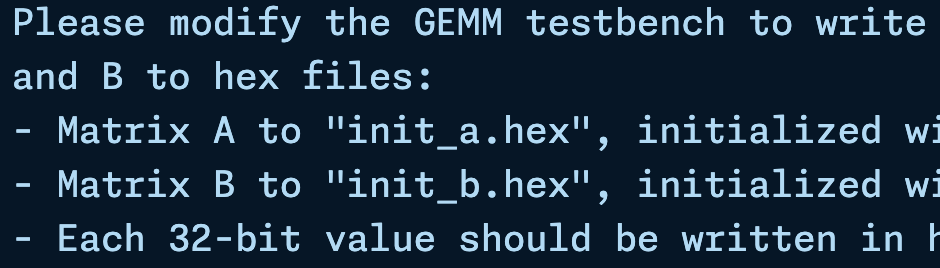 Please modify the GEMM testbench to write
and B to hex files:
- Matrix A to "init_a.hex", initialized
- Matrix B to "init_b.hex", initialized
- Each 32-bit value should be written in